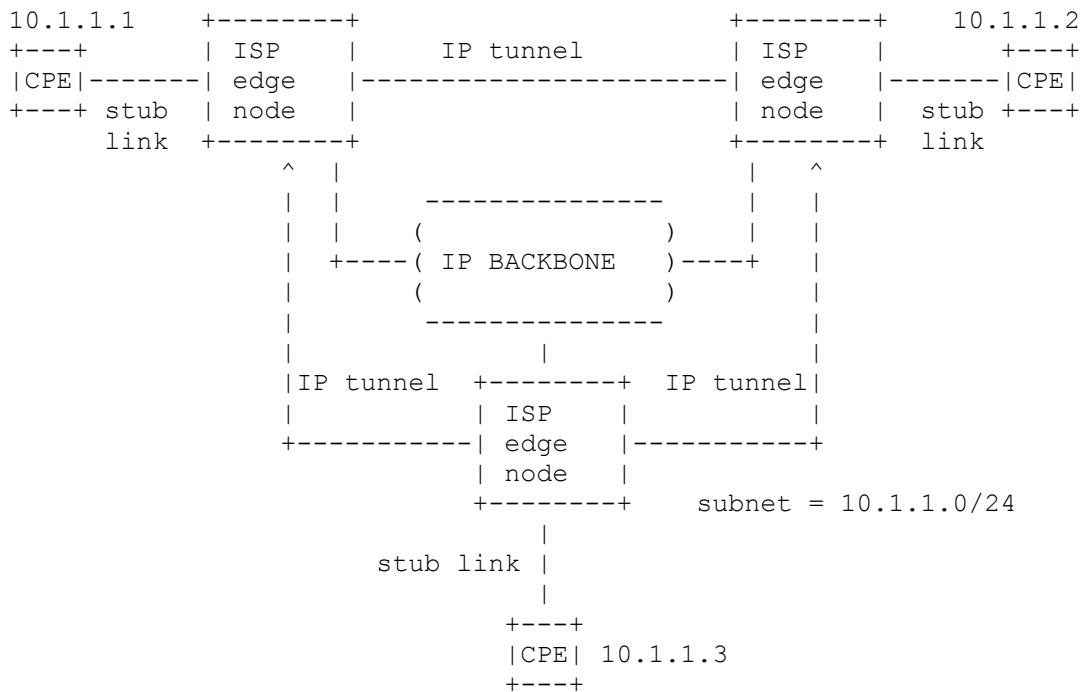 10.1.1.1     +--------+                       +--------+    10.1.1.2
+---+        | ISP    |     IP tunnel         | ISP    |       +---+
|CPE|-------| edge   |-----------------------| edge   |-------|CPE|
+---+ stub  | node   |                       | node   |  stub +---+
      link  +--------+                       +--------+  link
                 ^  |                         |   ^
                 |  |     ---------------     |   |
                 |  |    (               )    |   |
                 |  +----( IP BACKBONE   )----+   |
                 |       (               )        |
                 |        ---------------         |
                 |               |                |
                 |IP tunnel  +--------+  IP tunnel|
                 |           | ISP    |           |
                 +-----------| edge   |-----------+
                             | node   |
                             +--------+    subnet = 10.1.1.0/24
                                 |
                       stub link |
                                 |
                               +---+
                               |CPE| 10.1.1.3
                               +---+